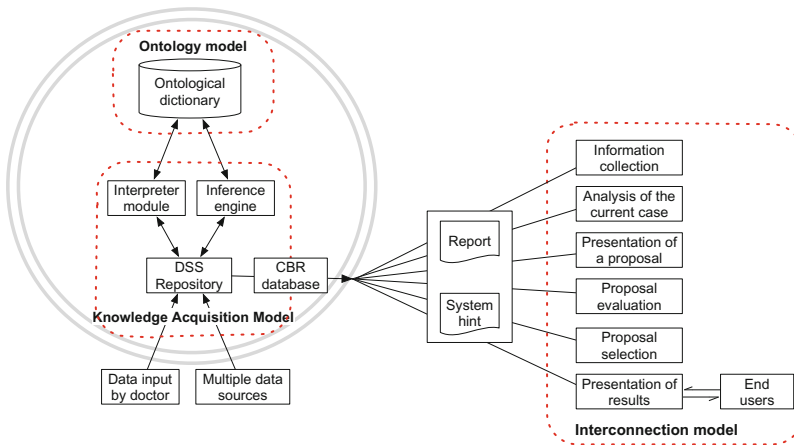 Ontology model
Ontological
dictionary
Interpreter
module
Inference
engine
DSS
Repository
CBR
database
Knowledge Acquisition Model
Data input
by doctor
Multiple data
sources
Report
System
hint
Information
collection
Analysis of the
current case
Presentation of
a proposal
Proposal
evaluation
Proposal
selection
Presentation of
results
End
users
Interconnection model